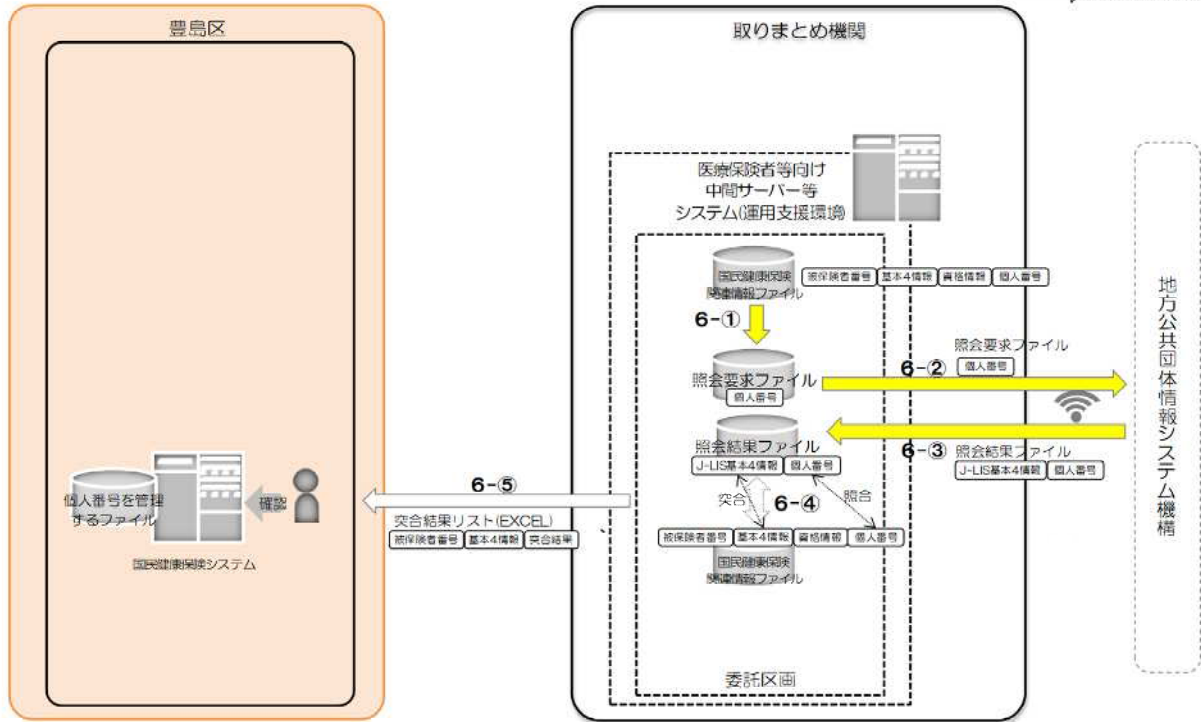 豊島区
取りまとめ機関
医療保険者等向け
中間サーバー等
システム(運用支援環境)
国民健康保険
関連情報ファイル
被保険者番号 基本4情報 資格情報 個人番号
6-①
照会要求ファイル
個人番号
6-②
照会要求ファイル
個人番号
照会結果ファイル
J-LIS基本4情報 個人番号
6-③
照会結果ファイル
J-LIS基本4情報 個人番号
突合
6-④
照合
被保険者番号 基本4情報 資格情報 個人番号
国民健康保険
関連情報ファイル
委託区画
地方公共団体情報システム機構
6-⑤
突合結果リスト(EXCEL)
被保険者番号 基本4情報 突合結果
確認
個人番号を管理
するファイル
国民健康保険システム